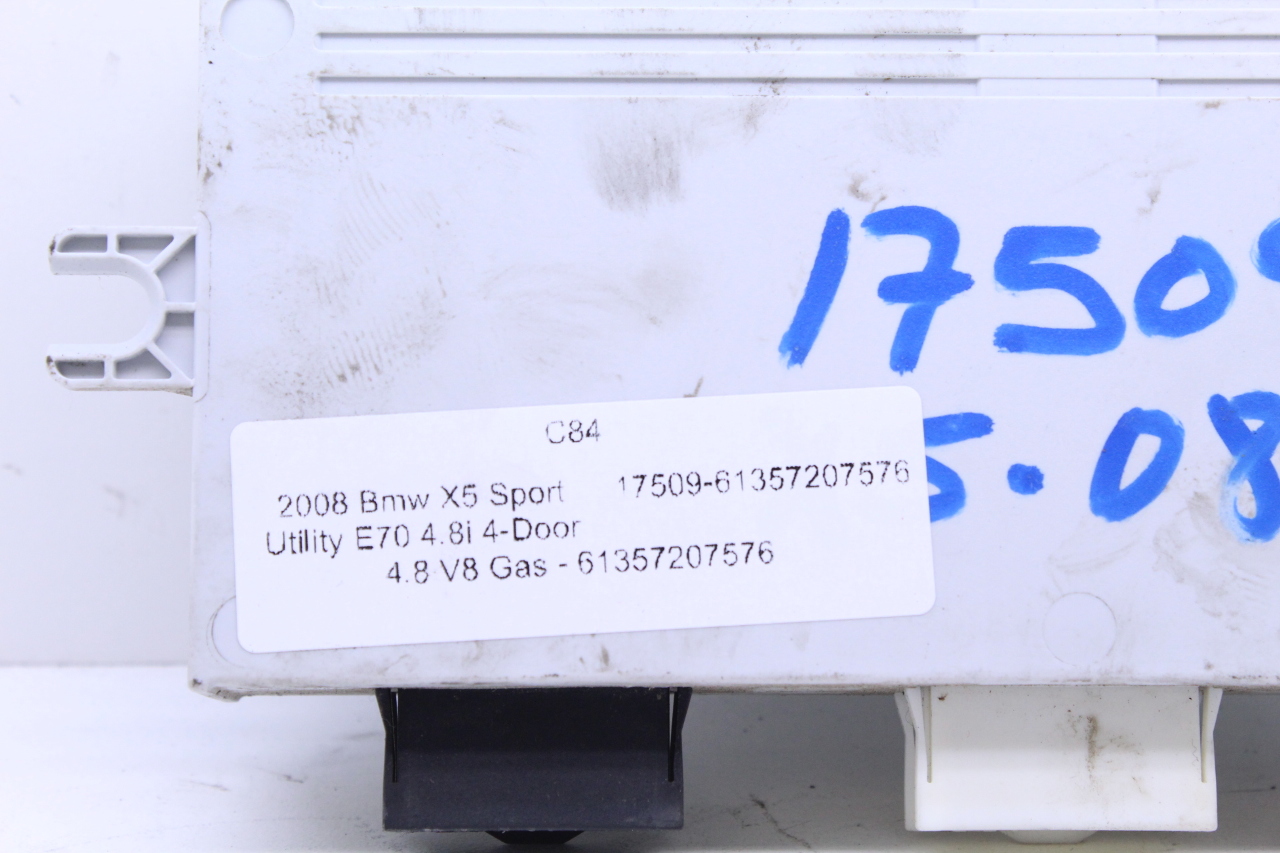 1750
5.08
C84
2008 Bmw X5 Sport 17509-61357207576
Utility E70 4.8i 4-Door
4.8 V8 Gas - 61357207576